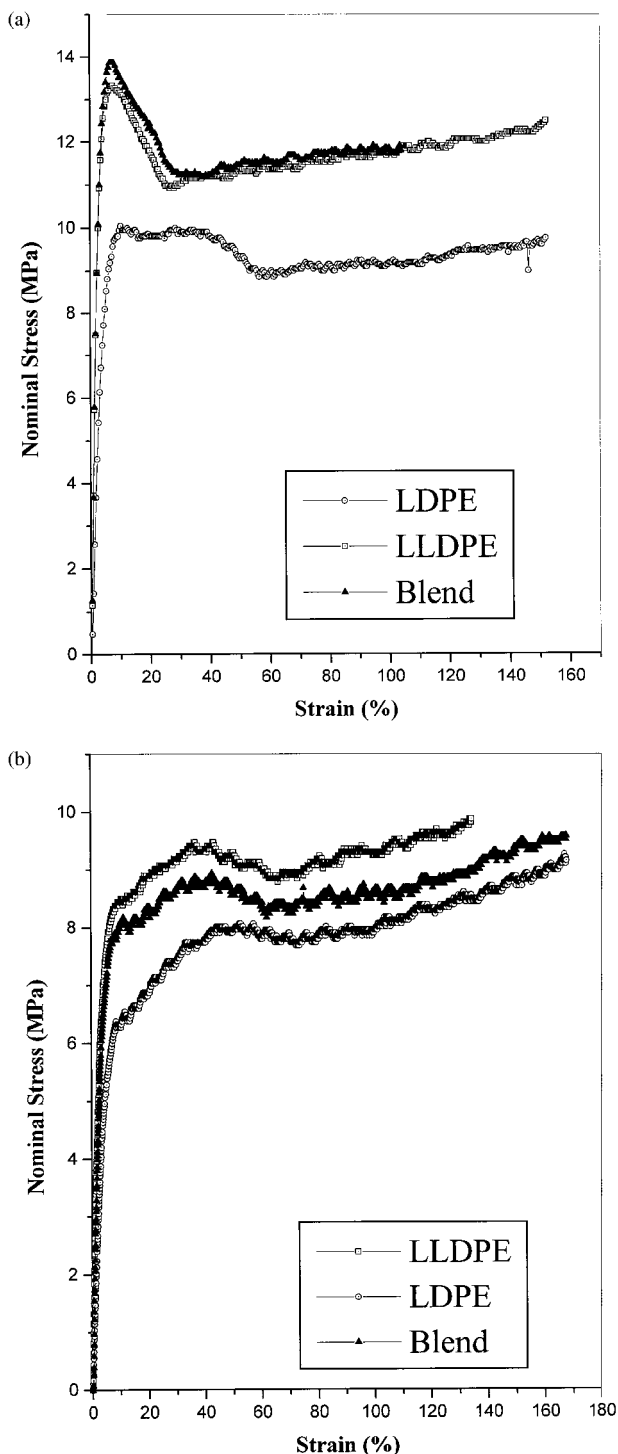 (a)
14
12
10
8
6
4
2
0
Nominal Stress (MPa)
LDPE
LLDPE
Blend
0 20 40 60 80 100 120 140 160
Strain (%)
(b)
10
8
6
4
2
0
Nominal Stress (MPa)
LLDPE
LDPE
Blend
0 20 40 60 80 100 120 140 160 180
Strain (%)